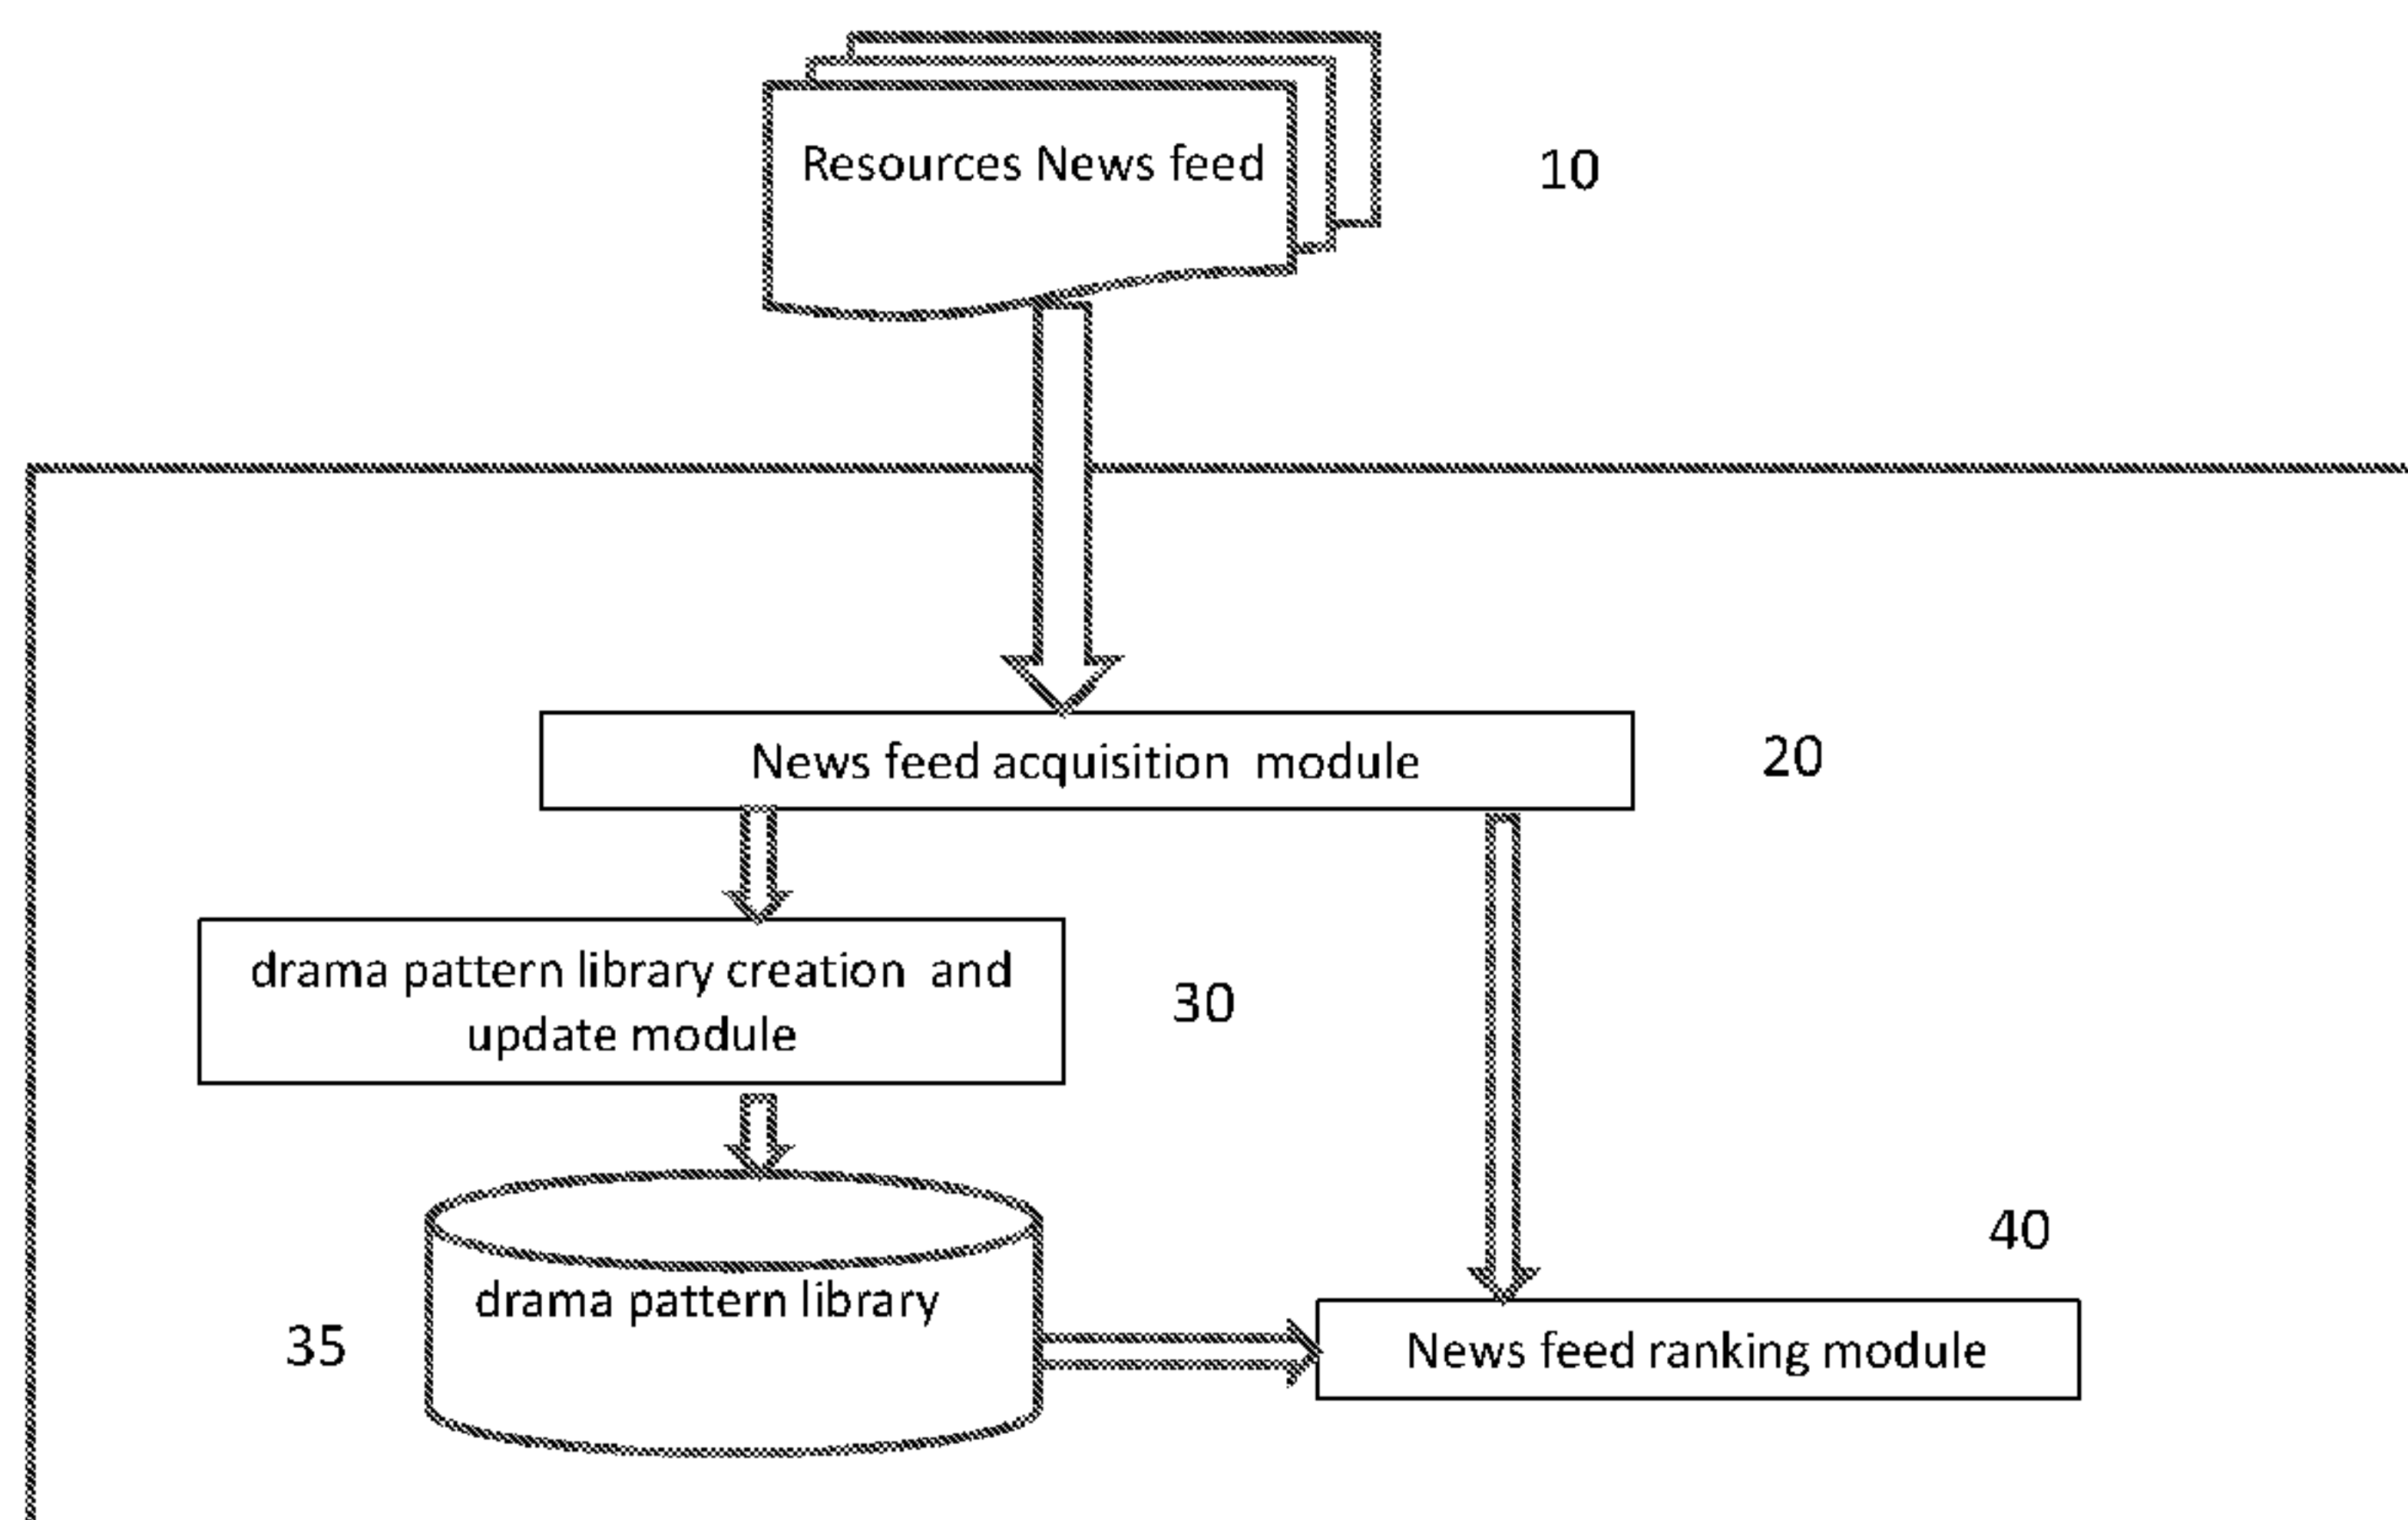 Resources News feed
10
News feed acquisition module
20
drama pattern library creation and
update module
30
40
drama pattern library
35
News feed ranking module